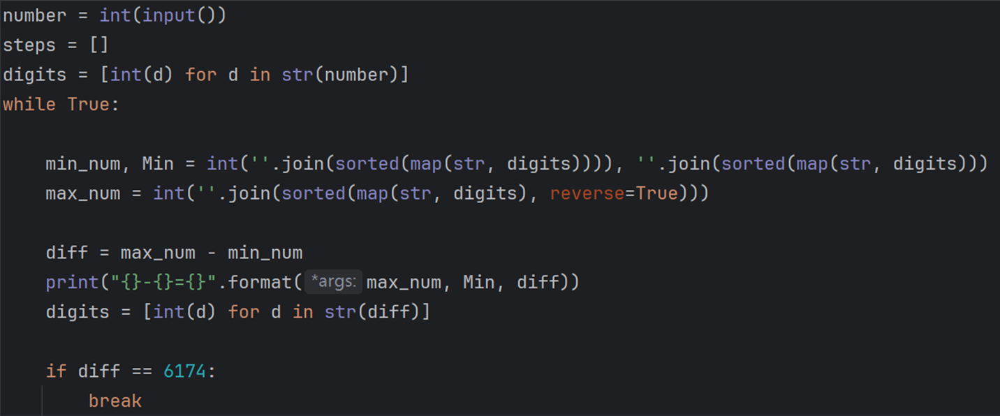 number = int(input())
steps = []
digits = [int(d) for d in str(number)]
while True:
    min_num, Min = int(''.join(sorted(map(str, digits)))), ''.join(sorted(map(str, digits)))
    max_num = int(''.join(sorted(map(str, digits), reverse=True)))
    diff = max_num - min_num
    print("{}-{}={}".format( *args: max_num, Min, diff))
    digits = [int(d) for d in str(diff)]
    if diff == 6174:
        break